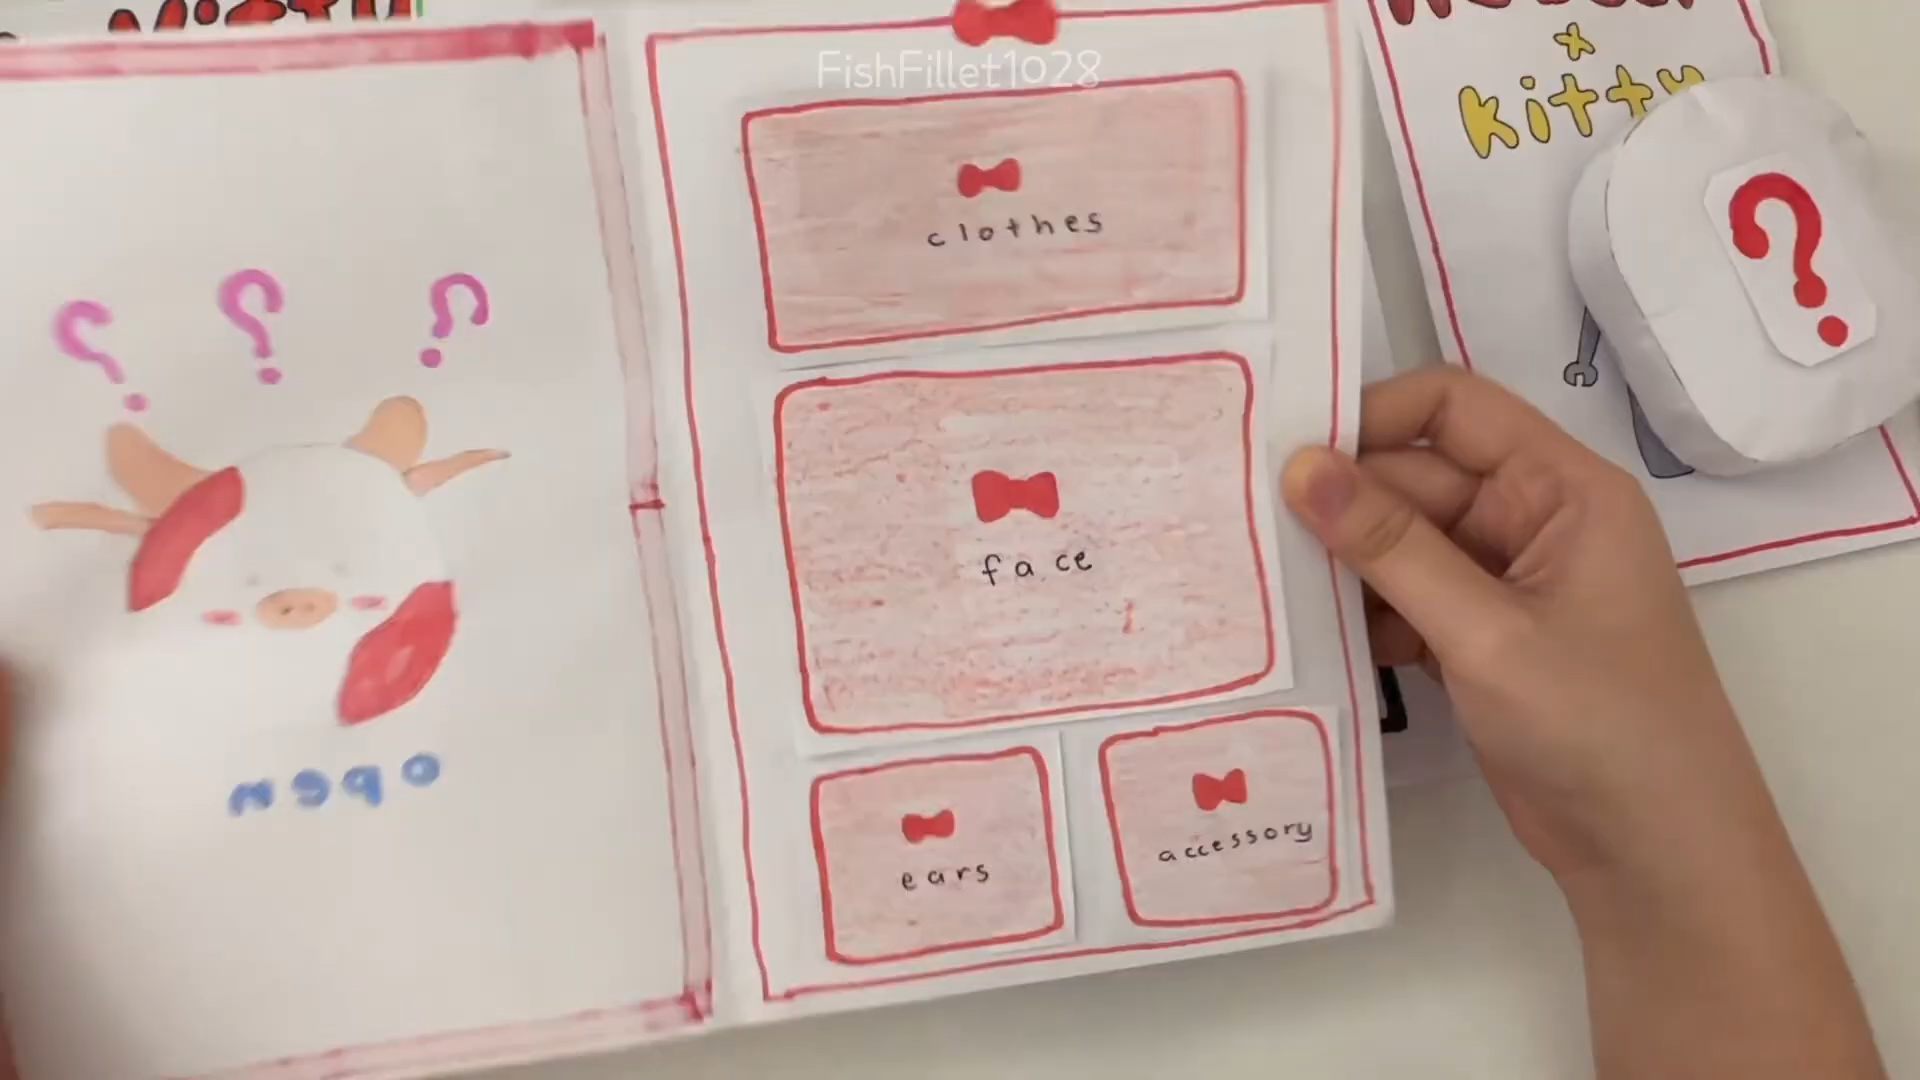 FishFillet1028
x
kitty
?
? ? ?
clothes
face
ears
accessory
open